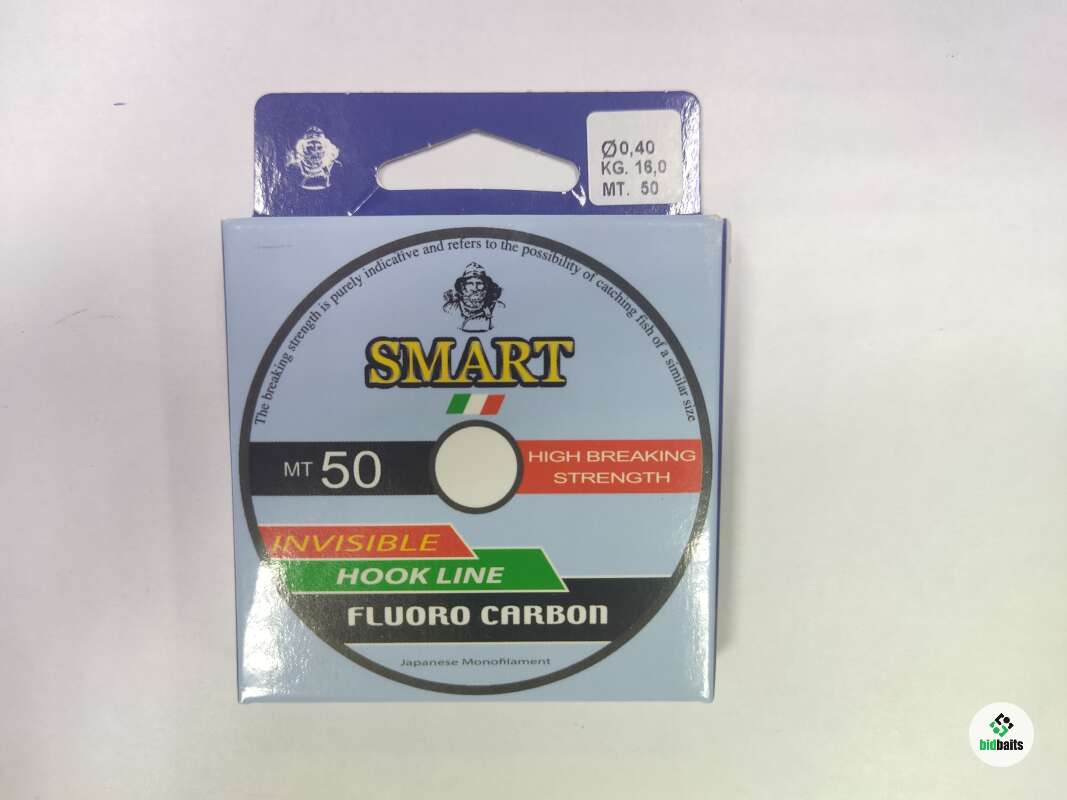 Ø0,40
KG. 16,0
MT. 50
The breaking strength is purely indicative and refers to the possibility of catching fish of a similar size
SMART
MT 50
HIGH BREAKING
STRENGTH
INVISIBLE
HOOK LINE
FLUORO CARBON
Japanese Monofilament
bidbaits